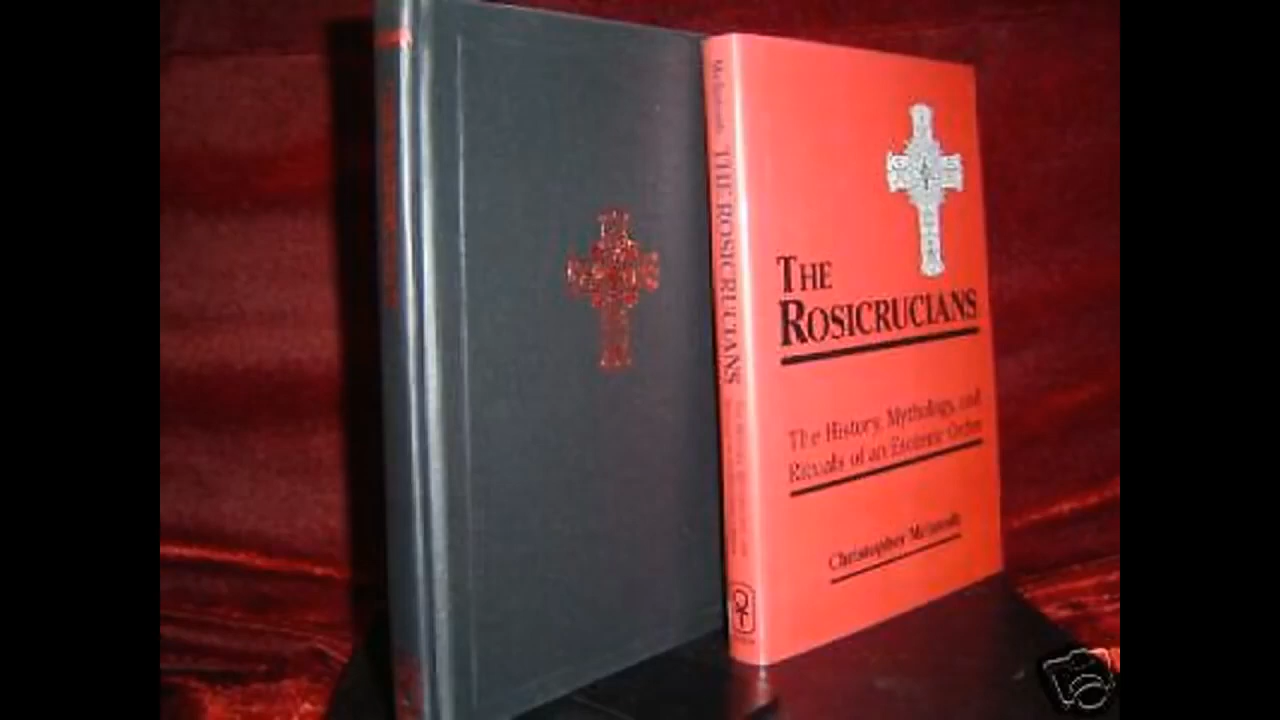 McIntosh THE ROSICRUCIANS
THE
ROSICRUCIANS
The History, Mythology, and
Rituals of an Esoteric Order
Christopher McIntosh